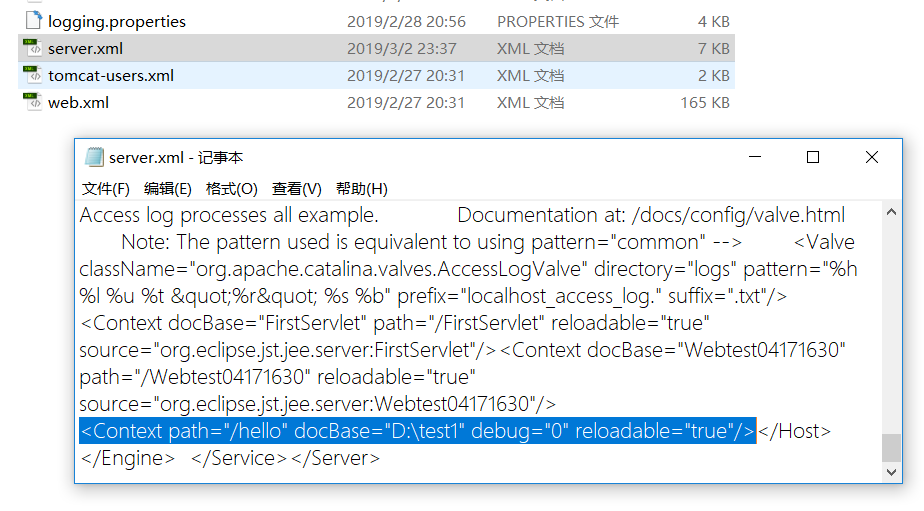 logging.properties 2019/2/28 20:56 PROPERTIES 文件 4 KB
server.xml 2019/3/2 23:37 XML 文档 7 KB
tomcat-users.xml 2019/2/27 20:31 XML 文档 2 KB
web.xml 2019/2/27 20:31 XML 文档 165 KB
server.xml - 记事本
文件(F) 编辑(E) 格式(O) 查看(V) 帮助(H)
Access log processes all example. Documentation at: /docs/config/valve.html
Note: The pattern used is equivalent to using pattern="common" --> <Valve
className="org.apache.catalina.valves.AccessLogValve" directory="logs" pattern="%h
%l %u %t &quot;%r&quot; %s %b" prefix="localhost_access_log." suffix=".txt"/>
<Context docBase="FirstServlet" path="/FirstServlet" reloadable="true"
source="org.eclipse.jst.jee.server:FirstServlet"/><Context docBase="Webtest04171630"
path="/Webtest04171630" reloadable="true"
source="org.eclipse.jst.jee.server:Webtest04171630"/>
<Context path="/hello" docBase="D:\test1" debug="0" reloadable="true"/></Host>
</Engine> </Service></Server>